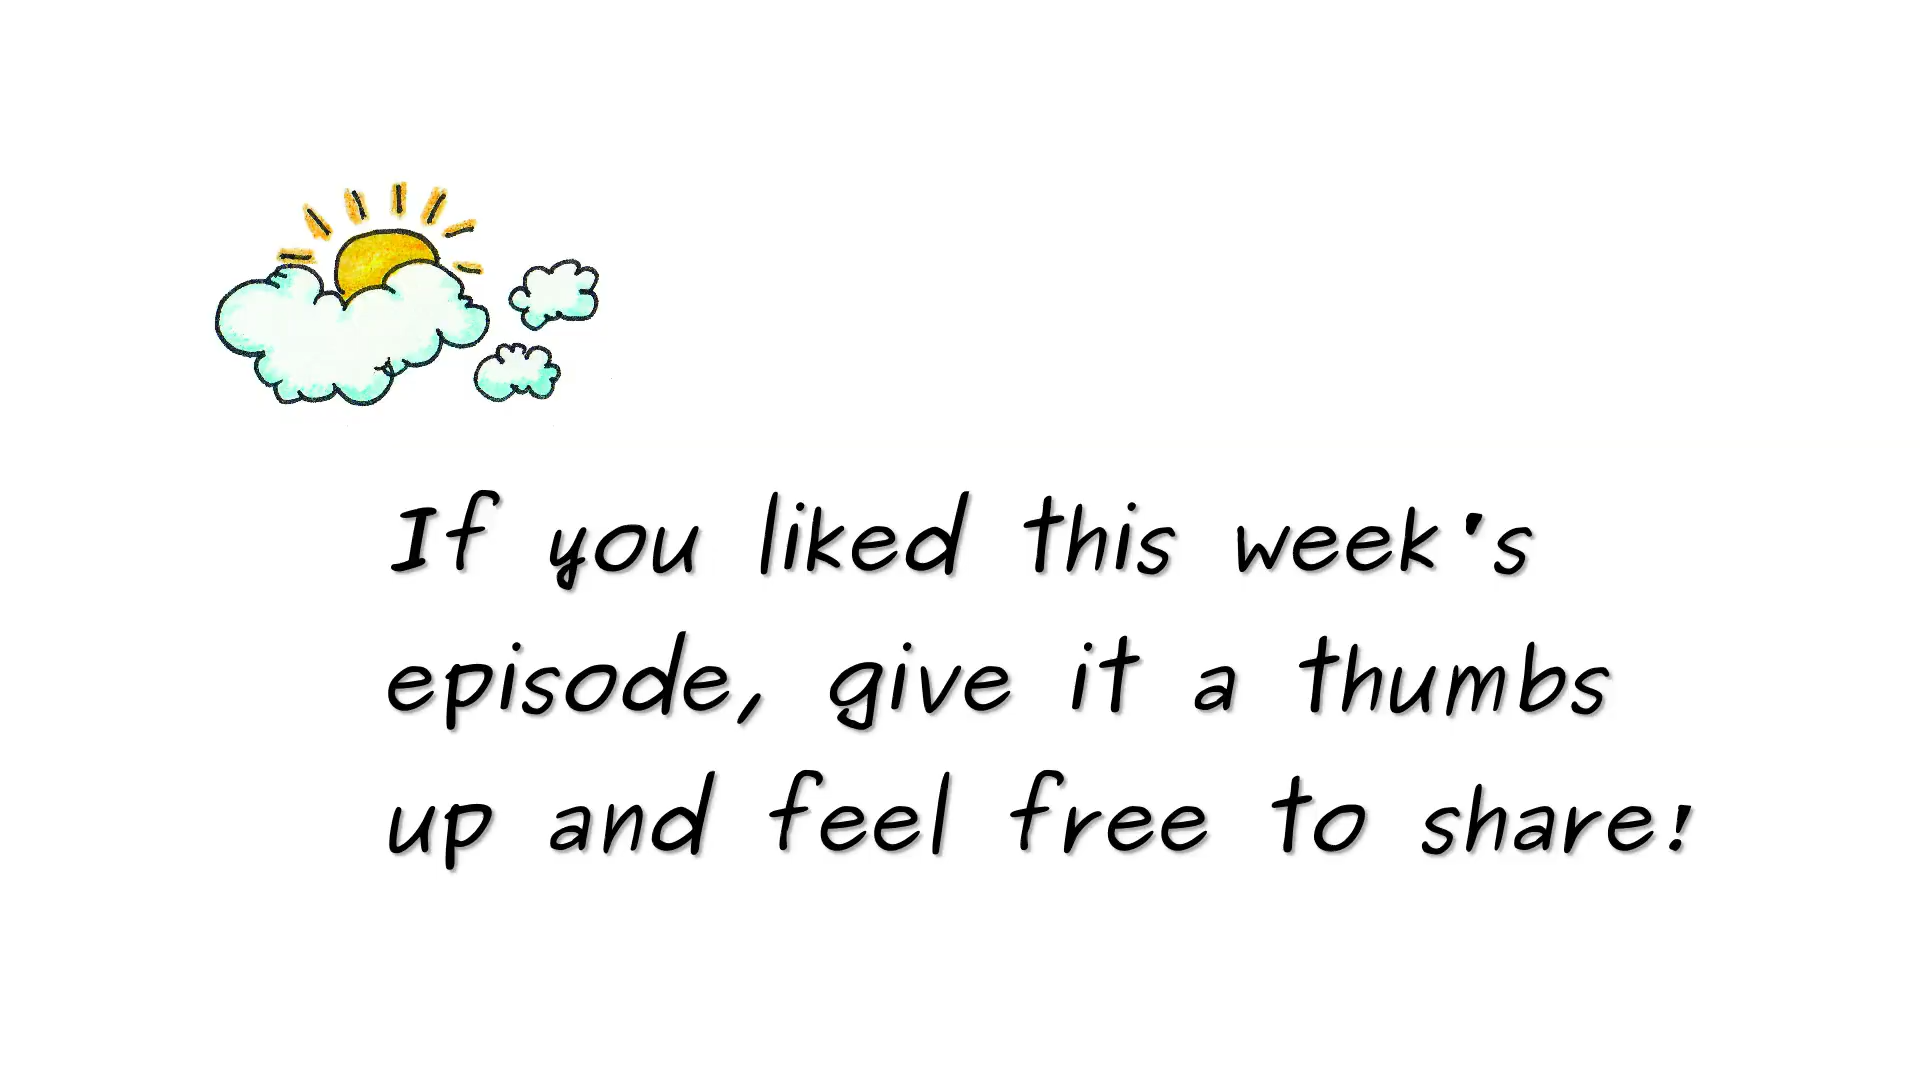 If you liked this week's
episode, give it a thumbs
up and feel free to share!